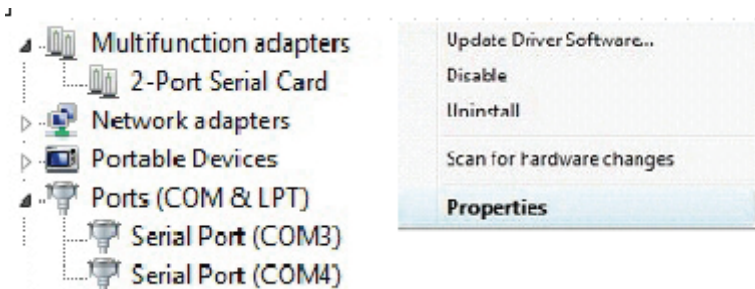 Multifunction adapters
2-Port Serial Card
Network adapters
Portable Devices
Ports (COM & LPT)
Serial Port (COM3)
Serial Port (COM4)
Update Driver Software...
Disable
Uninstall
Scan for hardware changes
Properties